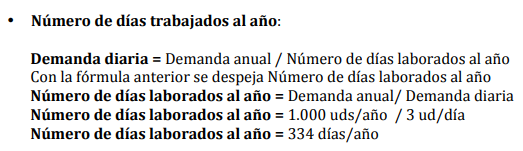 • Número de días trabajados al año:
Demanda diaria = Demanda anual / Número de días laborados al año
Con la fórmula anterior se despeja Número de días laborados al año
Número de días laborados al año = Demanda anual/ Demanda diaria
Número de días laborados al año = 1.000 uds/año / 3 ud/día
Número de días laborados al año = 334 días/año